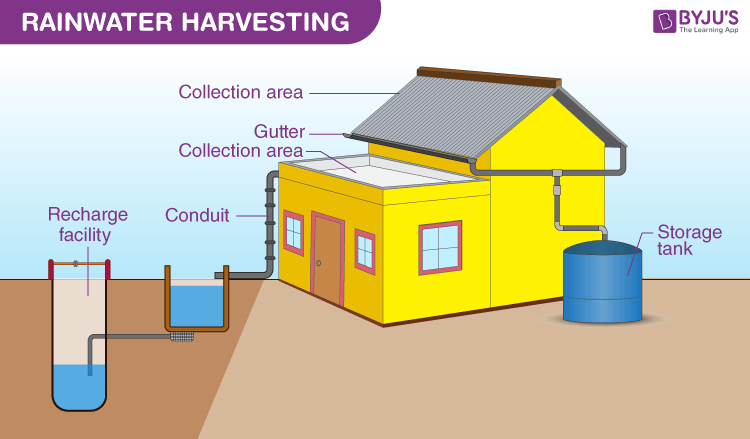 RAINWATER HARVESTING
BYJU'S
The Learning App
Collection area
Gutter
Collection area
Recharge
facility
Conduit
Storage
tank